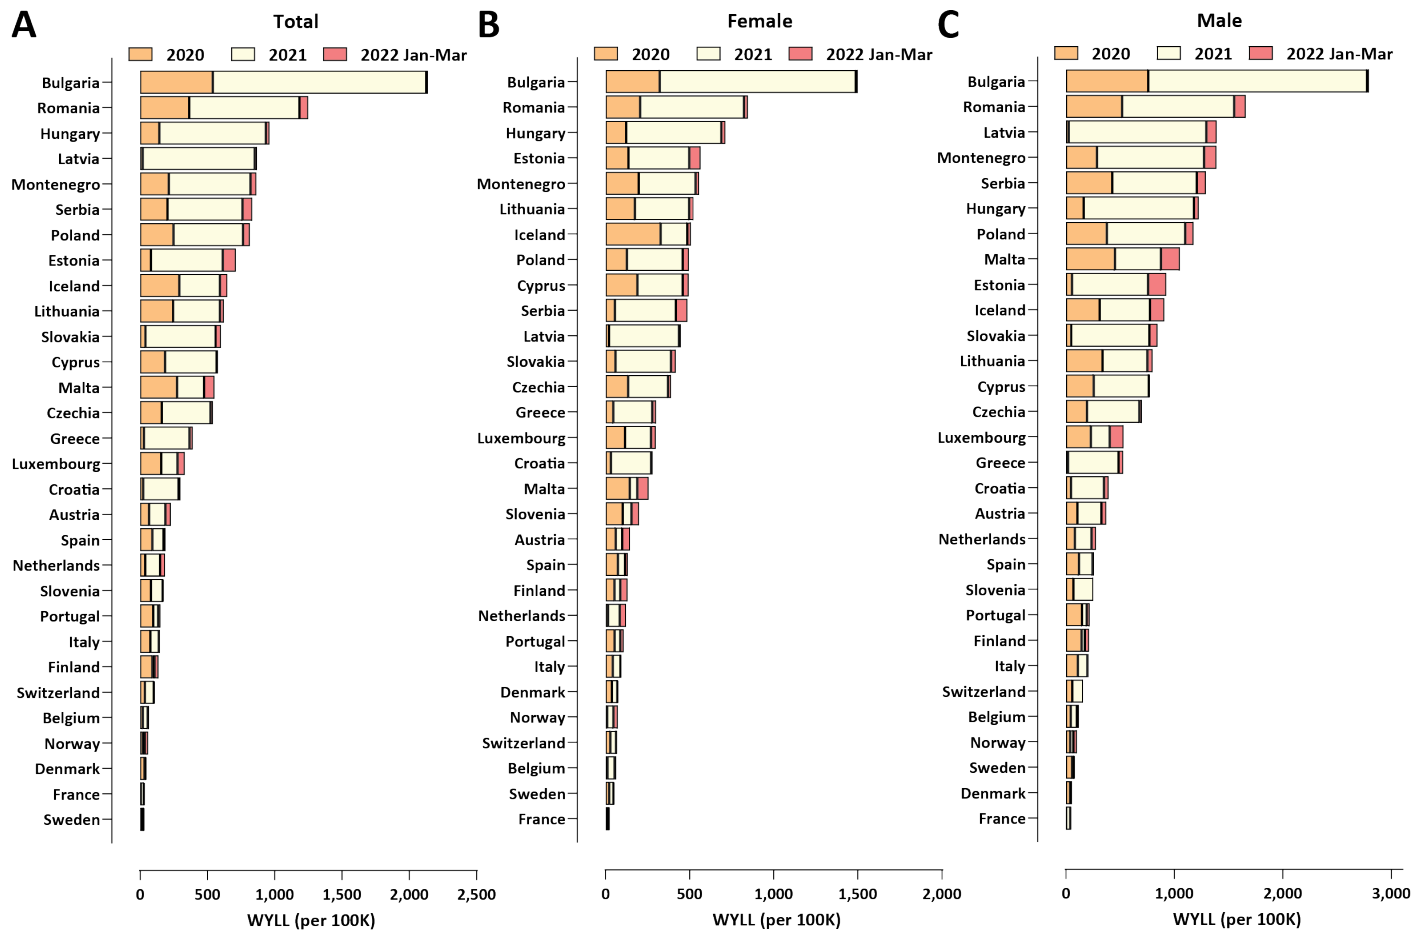 A
Total
2020 2021 2022 Jan-Mar
Bulgaria
Romania
Hungary
Latvia
Montenegro
Serbia
Poland
Estonia
Iceland
Lithuania
Slovakia
Cyprus
Malta
Czechia
Greece
Luxembourg
Croatia
Austria
Spain
Netherlands
Slovenia
Portugal
Italy
Finland
Switzerland
Belgium
Norway
Denmark
France
Sweden
0 500 1,000 1,500 2,000 2,500
WYLL (per 100K)
B
Female
2020 2021 2022 Jan-Mar
Bulgaria
Romania
Hungary
Estonia
Montenegro
Lithuania
Iceland
Poland
Cyprus
Serbia
Latvia
Slovakia
Czechia
Greece
Luxembourg
Croatia
Malta
Slovenia
Austria
Spain
Finland
Netherlands
Portugal
Italy
Denmark
Norway
Switzerland
Belgium
Sweden
France
0 500 1,000 1,500 2,000
WYLL (per 100K)
C
Male
2020 2021 2022 Jan-Mar
Bulgaria
Romania
Latvia
Montenegro
Serbia
Hungary
Poland
Malta
Estonia
Iceland
Slovakia
Lithuania
Cyprus
Czechia
Luxembourg
Greece
Croatia
Austria
Netherlands
Spain
Slovenia
Portugal
Finland
Italy
Switzerland
Belgium
Norway
Sweden
Denmark
France
0 1,000 2,000 3,000
WYLL (per 100K)